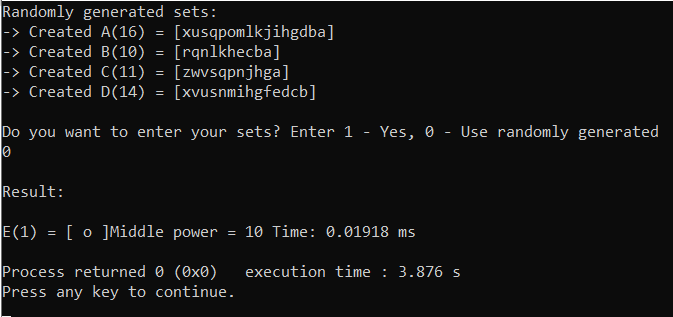 Randomly generated sets:
-> Created A(16) = [xusqpomlkjihgdba]
-> Created B(10) = [rqnlkhecba]
-> Created C(11) = [zwvsqpnjhga]
-> Created D(14) = [xvusnmihgfedcb]
Do you want to enter your sets? Enter 1 - Yes, 0 - Use randomly generated
0
Result:
E(1) = [ o ]Middle power = 10 Time: 0.01918 ms
Process returned 0 (0x0)   execution time : 3.876 s
Press any key to continue.